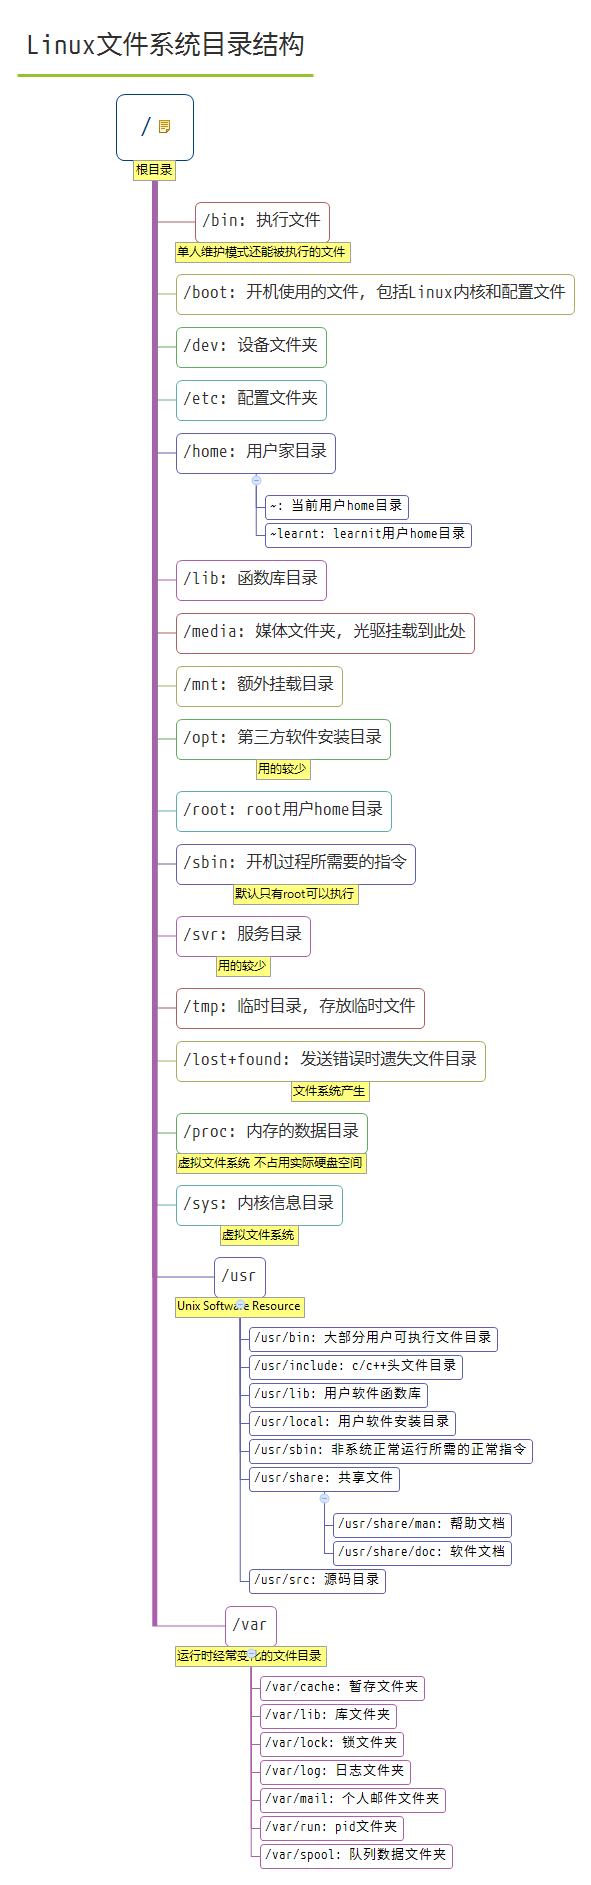 Linux文件系统目录结构
/
根目录
/bin: 执行文件
单人维护模式还能被执行的文件
/boot: 开机使用的文件, 包括Linux内核和配置文件
/dev: 设备文件夹
/etc: 配置文件夹
/home: 用户家目录
~: 当前用户home目录
~learnt: learnit用户home目录
/lib: 函数库目录
/media: 媒体文件夹, 光驱挂载到此处
/mnt: 额外挂载目录
/opt: 第三方软件安装目录
用的较少
/root: root用户home目录
/sbin: 开机过程所需要的指令
默认只有root可以执行
/svr: 服务目录
用的较少
/tmp: 临时目录, 存放临时文件
/lost+found: 发送错误时遗失文件目录
文件系统产生
/proc: 内存的数据目录
虚拟文件系统 不占用实际硬盘空间
/sys: 内核信息目录
虚拟文件系统
/usr
Unix Software Resource
/usr/bin: 大部分用户可执行文件目录
/usr/include: c/c++头文件目录
/usr/lib: 用户软件函数库
/usr/local: 用户软件安装目录
/usr/sbin: 非系统正常运行所需的正常指令
/usr/share: 共享文件
/usr/share/man: 帮助文档
/usr/share/doc: 软件文档
/usr/src: 源码目录
/var
运行时经常变化的文件目录
/var/cache: 暂存文件夹
/var/lib: 库文件夹
/var/lock: 锁文件夹
/var/log: 日志文件夹
/var/mail: 个人邮件文件夹
/var/run: pid文件夹
/var/spool: 队列数据文件夹